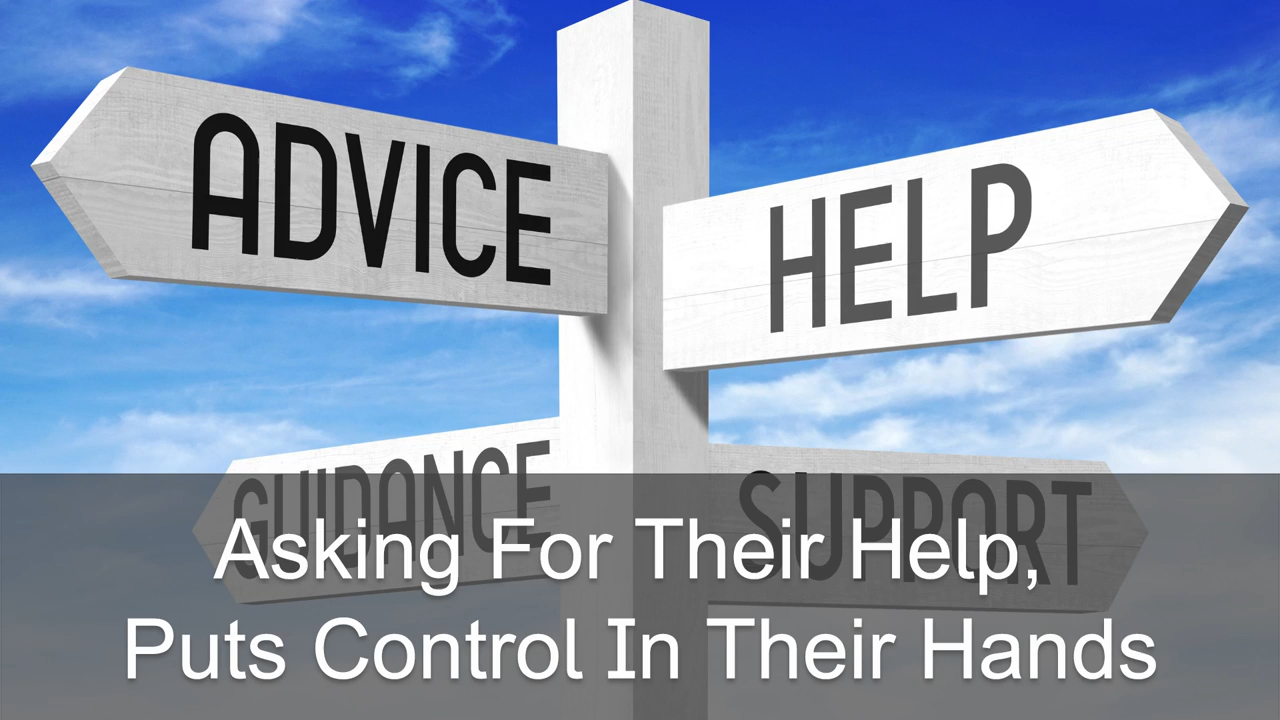 ADVICE
HELP
GUIDANCE
SUPPORT
Asking For Their Help,
Puts Control In Their Hands